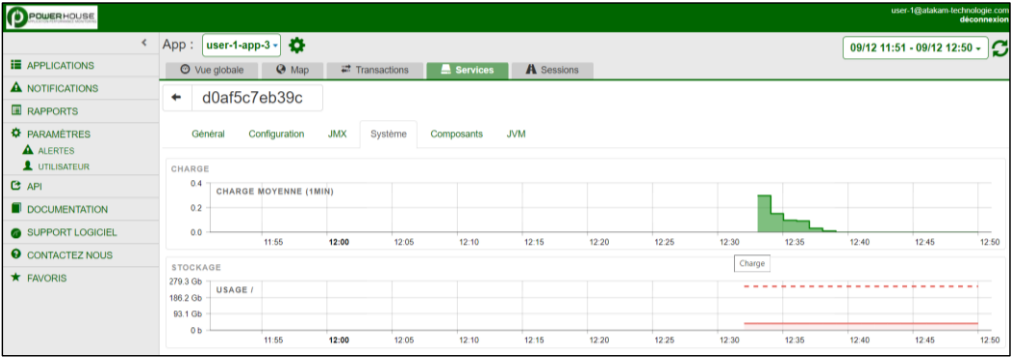 POWERHOUSE
user-1@atakam-technologie.com
déconnexion
APPLICATIONS
NOTIFICATIONS
RAPPORTS
PARAMÈTRES
ALERTES
UTILISATEUR
API
DOCUMENTATION
SUPPORT LOGICIEL
CONTACTEZ NOUS
FAVORIS
App : user-1-app-3
09/12 11:51 - 09/12 12:50
Vue globale Map Transactions Services Sessions
d0af5c7eb39c
Général Configuration JMX Système Composants JVM
CHARGE
CHARGE MOYENNE (1MIN)
0.4
0.2
0.0
11:55 12:00 12:05 12:10 12:15 12:20 12:25 12:30 12:35 12:40 12:45 12:50
Charge
STOCKAGE
USAGE /
279.3 Gb
186.2 Gb
93.1 Gb
0 b
11:55 12:00 12:05 12:10 12:15 12:20 12:25 12:30 12:35 12:40 12:45 12:50